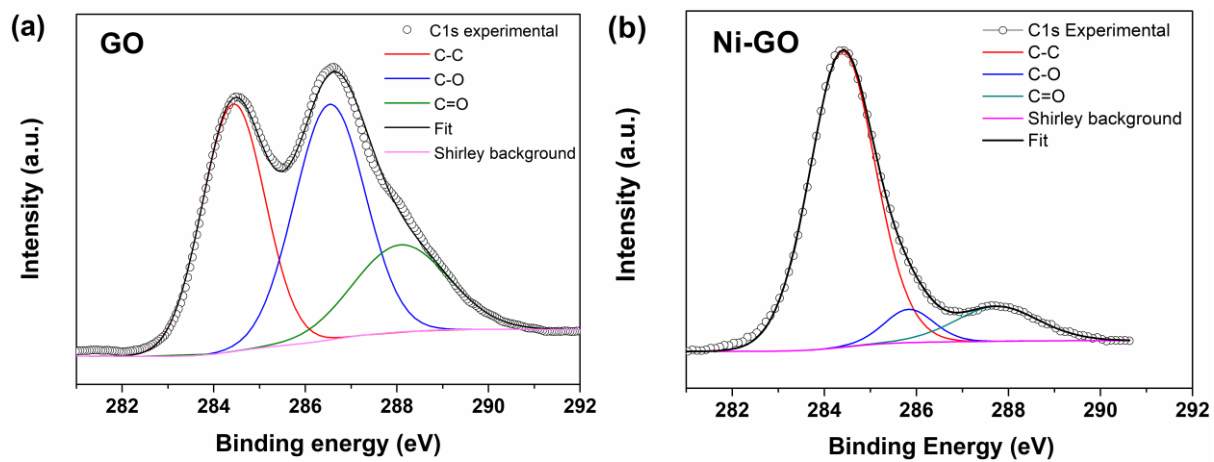 (a)
GO
C1s experimental
C-C
C-O
C=O
Fit
Shirley background
Intensity (a.u.)
282 284 286 288 290 292
Binding energy (eV)
(b)
Ni-GO
C1s Experimental
C-C
C-O
C=O
Shirley background
Fit
Intensity (a.u.)
282 284 286 288 290 292
Binding Energy (eV)